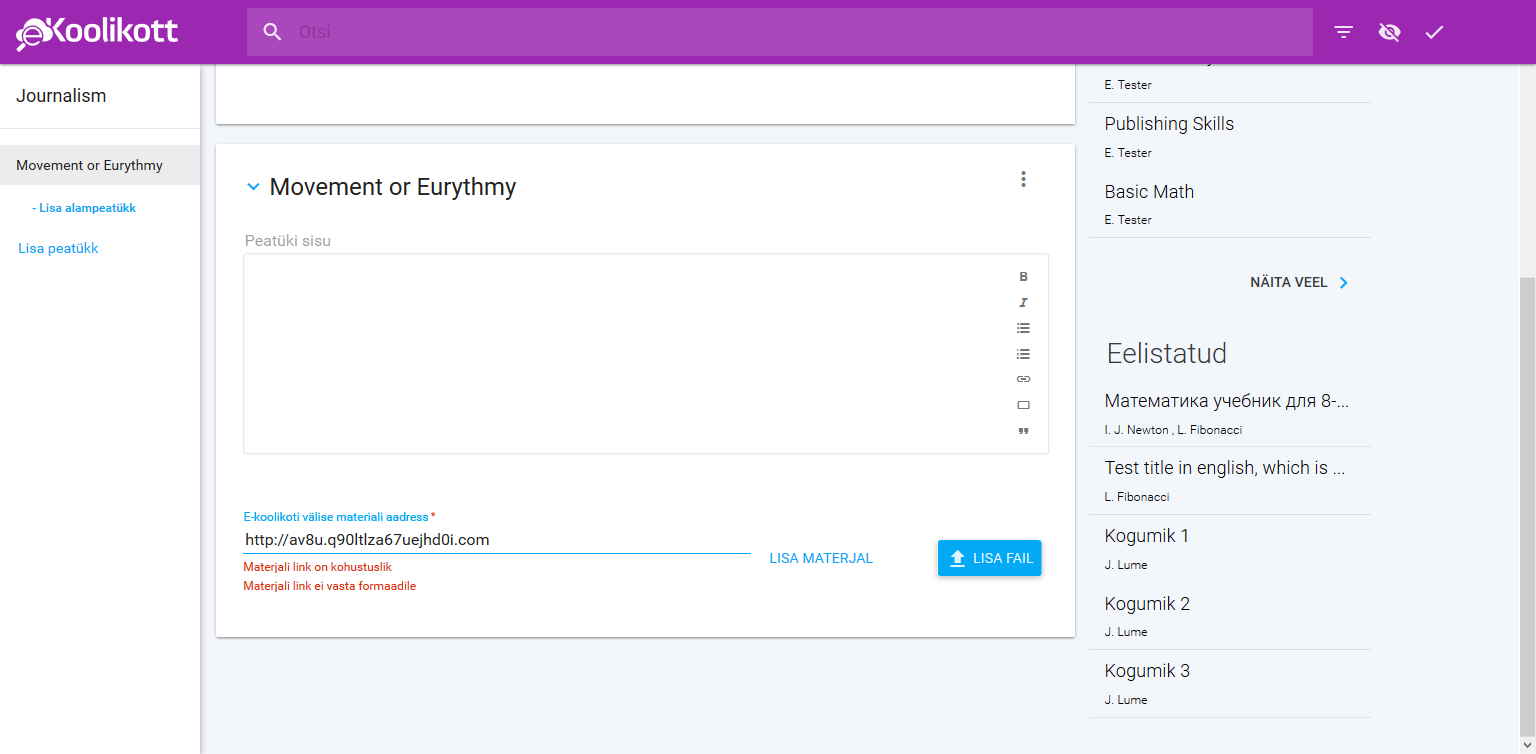 eKoolikott
Otsi
Journalism
Movement or Eurythmy
- Lisa alampeatükk
Lisa peatükk
Movement or Eurythmy
Peatüki sisu
B
I
E-koolikoti välise materiali aadress *
http://av8u.q90ltlza67uejhd0i.com
Materjali link on kohustuslik
Materjali link ei vasta formaadile
LISA MATERJAL
LISA FAIL
E. Tester
Publishing Skills
E. Tester
Basic Math
E. Tester
NÄITA VEEL
Eelistatud
Математика учебник для 8-...
I. J. Newton , L. Fibonacci
Test title in english, which is ...
L. Fibonacci
Kogumik 1
J. Lume
Kogumik 2
J. Lume
Kogumik 3
J. Lume